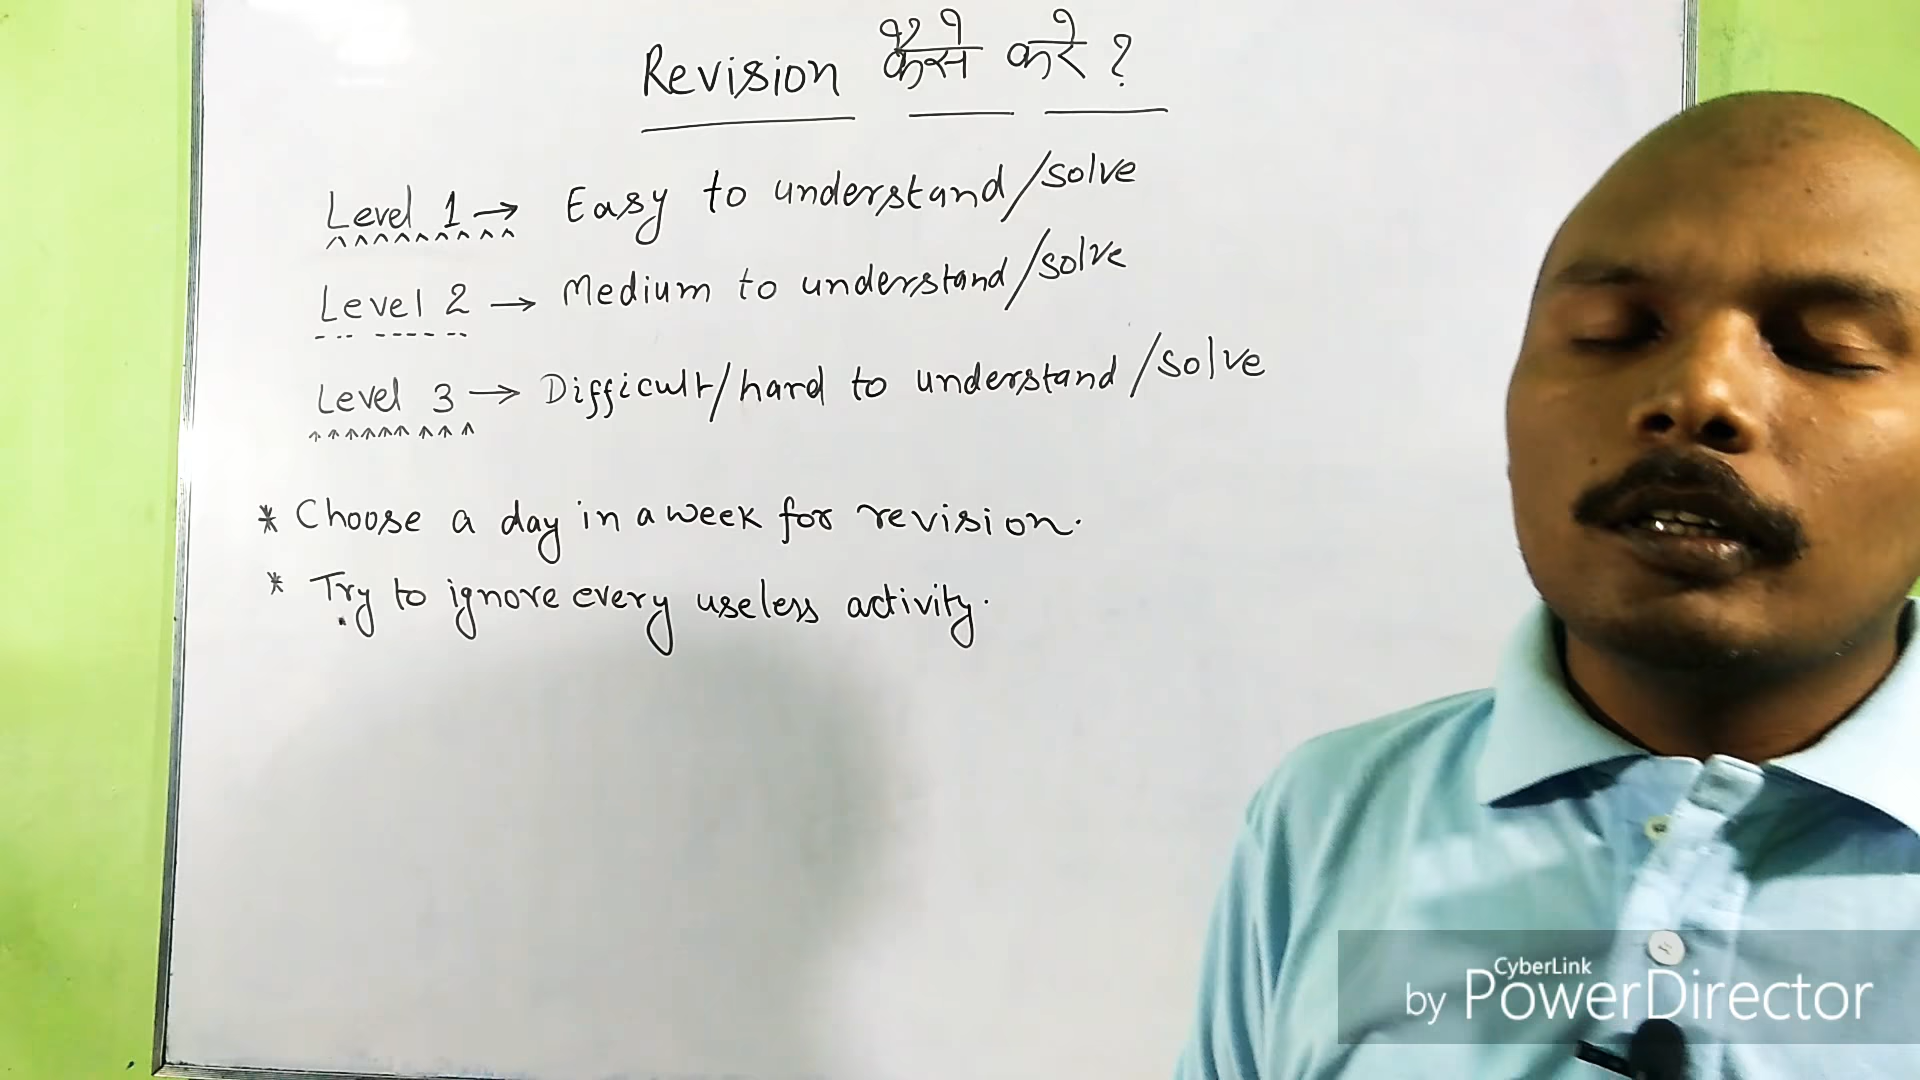 Revision कैसे करे ?
Level 1 → Easy to understand/solve
Level 2 → Medium to understand/solve
Level 3 → Difficult/hard to understand/solve
* Choose a day in a week for revision.
* Try to ignore every useless activity.
CyberLink
by PowerDirector